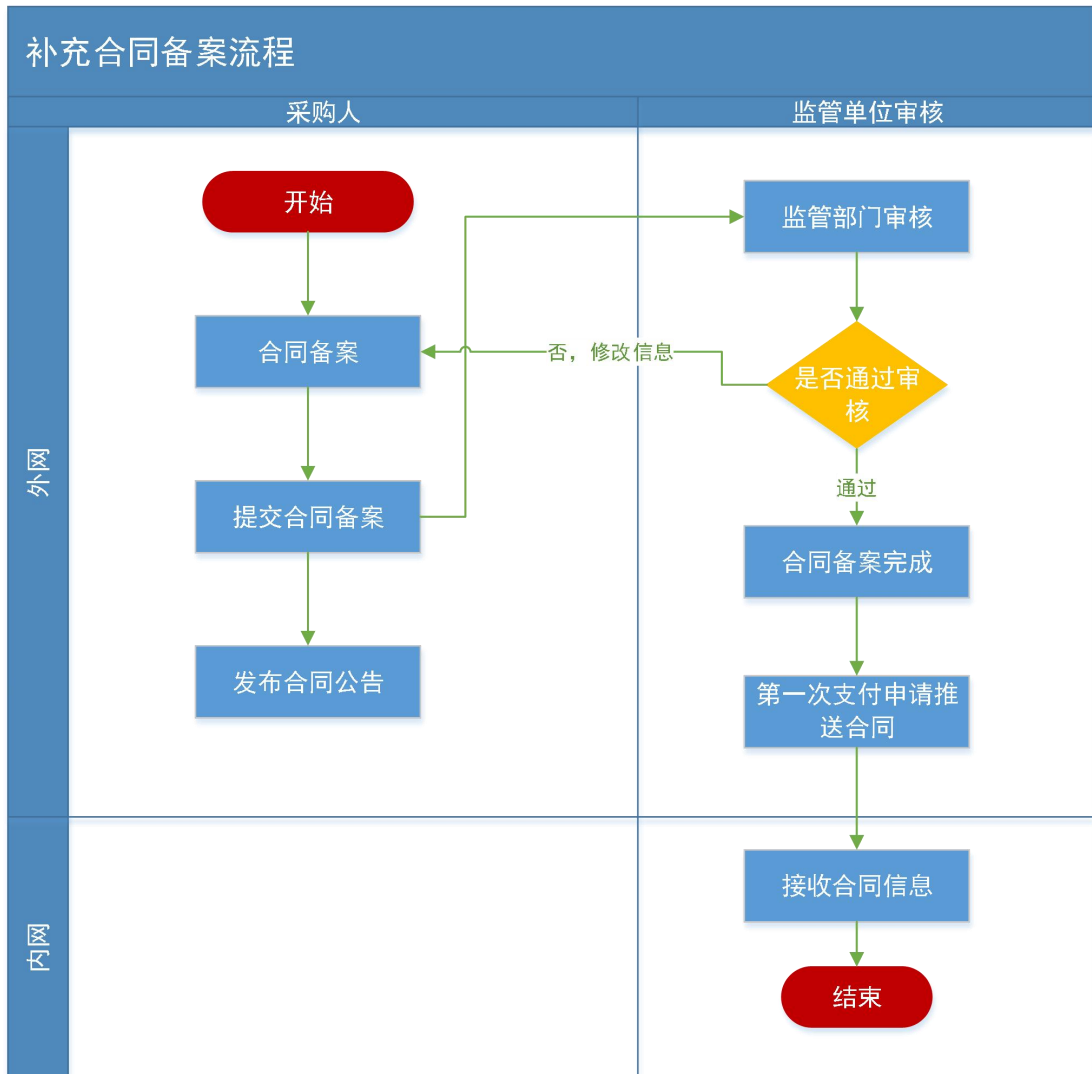 补充合同备案流程
采购人
监管单位审核
外网
开始
监管部门审核
合同备案
否，修改信息
是否通过审
核
通过
提交合同备案
合同备案完成
发布合同公告
第一次支付申请推
送合同
内网
接收合同信息
结束